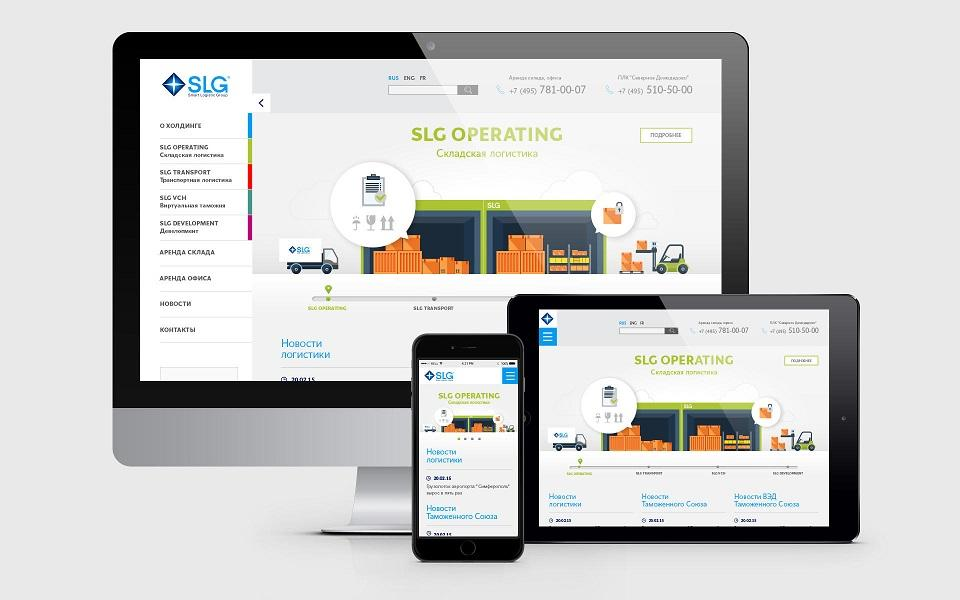 SLG
Smart Logistic Group
RUS ENG FR
Аренда склада, офиса
+7 (495) 781-00-07
ПЛК "Северное Домодедово"
+7 (495) 510-50-00
О ХОЛДИНГЕ
SLG OPERATING
Складская логистика
SLG TRANSPORT
Транспортная логистика
SLG VCH
Виртуальная таможня
SLG DEVELOPMENT
Девелопмент
АРЕНДА СКЛАДА
АРЕНДА ОФИСА
НОВОСТИ
КОНТАКТЫ
SLG OPERATING
Складская логистика
ПОДРОБНЕЕ
SLG
SLG
SLG OPERATING
SLG TRANSPORT
Новости
логистики
20.02.15
4:21 PM
100%
SLG
SLG OPERATING
Складская логистика
Новости
логистики
20.02.15
Грузопоток аэропорта "Симферополь"
вырос в пять раз
Новости
Таможенного Союза
20.02.15
RUS ENG FR
Аренда склада, офиса
+7 (495) 781-00-07
ПЛК "Северное Домодедово"
+7 (495) 510-50-00
SLG OPERATING
Складская логистика
ПОДРОБНЕЕ
SLG
SLG
SLG OPERATING
SLG TRANSPORT
SLG VCH
SLG DEVELOPMENT
Новости
логистики
20.02.15
Новости
Таможенного Союза
20.02.15
Новости ВЭД
Таможенного Союза
20.02.15